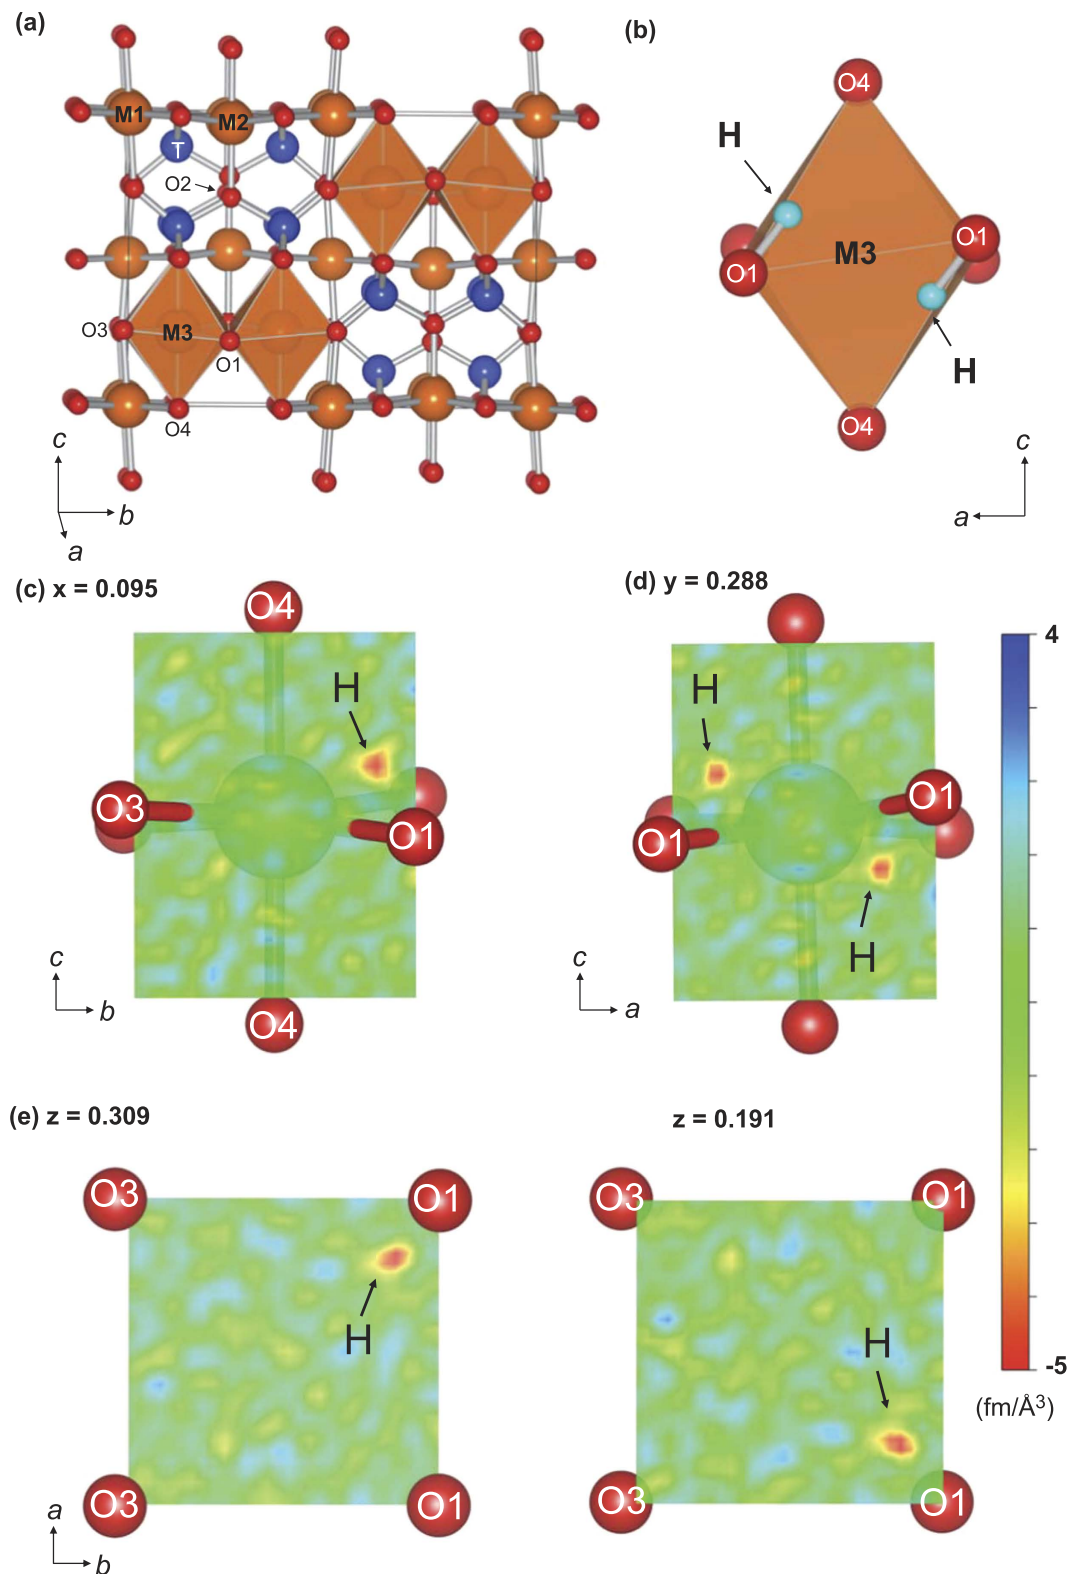 (a)
M1
M2
T
O2
O3
M3
O1
O4
c
b
a
(b)
O4
H
O1
M3
O1
H
O4
c
a
(c) x = 0.095
O4
H
O3
O1
O4
c
b
(d) y = 0.288
H
O1
O1
H
c
a
4
-5
(fm/Å³)
(e) z = 0.309
O3
O1
H
O3
O1
a
b
z = 0.191
O3
O1
H
O3
O1